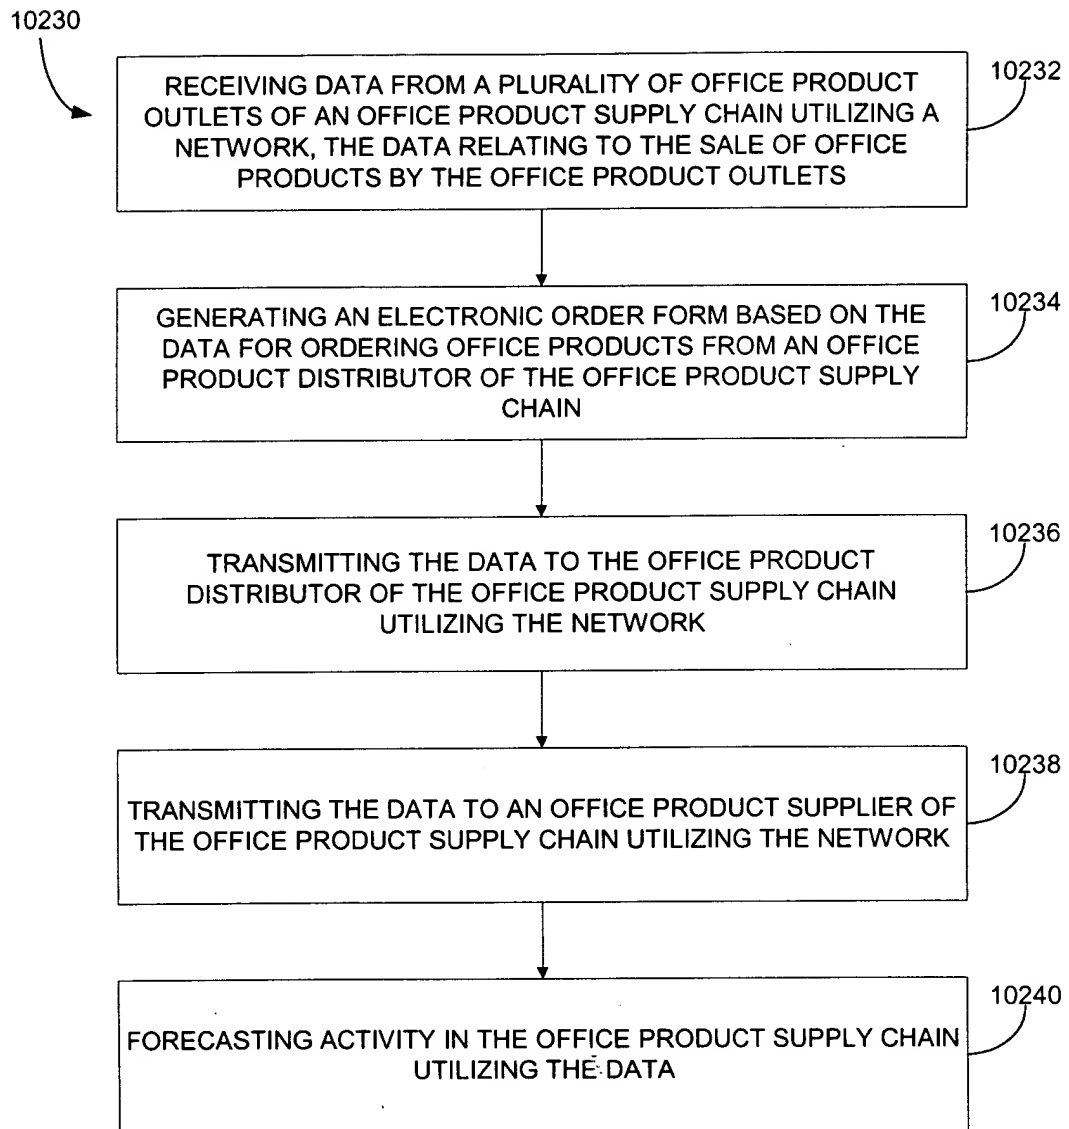 10230
RECEIVING DATA FROM A PLURALITY OF OFFICE PRODUCT
OUTLETS OF AN OFFICE PRODUCT SUPPLY CHAIN UTILIZING A
NETWORK, THE DATA RELATING TO THE SALE OF OFFICE
PRODUCTS BY THE OFFICE PRODUCT OUTLETS
10232
GENERATING AN ELECTRONIC ORDER FORM BASED ON THE
DATA FOR ORDERING OFFICE PRODUCTS FROM AN OFFICE
PRODUCT DISTRIBUTOR OF THE OFFICE PRODUCT SUPPLY
CHAIN
10234
TRANSMITTING THE DATA TO THE OFFICE PRODUCT
DISTRIBUTOR OF THE OFFICE PRODUCT SUPPLY CHAIN
UTILIZING THE NETWORK
10236
TRANSMITTING THE DATA TO AN OFFICE PRODUCT SUPPLIER OF
THE OFFICE PRODUCT SUPPLY CHAIN UTILIZING THE NETWORK
10238
FORECASTING ACTIVITY IN THE OFFICE PRODUCT SUPPLY CHAIN
UTILIZING THE DATA
10240